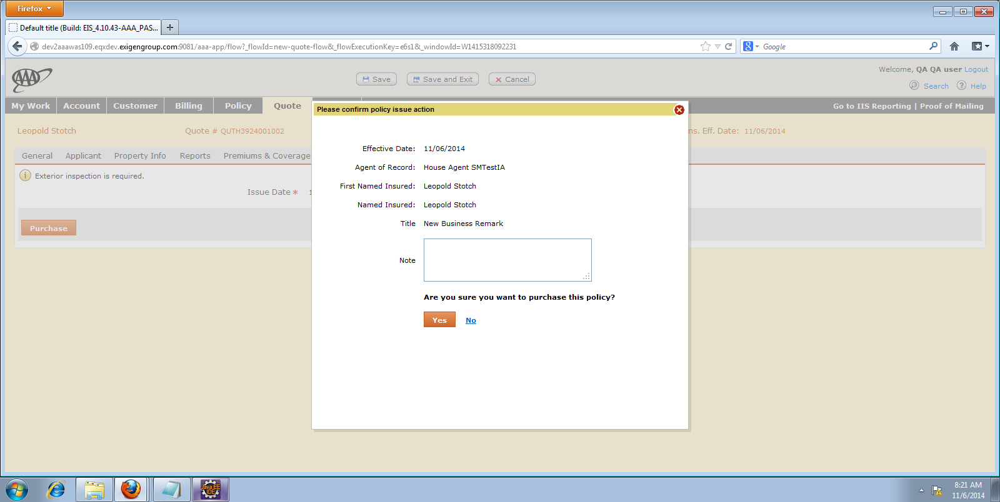 Firefox
Default title (Build: EIS_4.10.43-AAA_PAS...
dev2aaawas109.eqxdev.exigengroup.com:9081/aaa-app/flow?_flowId=new-quote-flow&_flowExecutionKey=e6s1&_windowId=W1415318092231
8 Google
AAA
Save
Save and Exit
Cancel
Welcome, QA QA user Logout
Search
? Help
My Work
Account
Customer
Billing
Policy
Quote
Go to IIS Reporting | Proof of Mailing
Leopold Stotch
Quote # QUTH3924001002
ns. Eff. Date: 11/06/2014
General
Applicant
Property Info
Reports
Premiums & Coverage
i Exterior inspection is required.
Issue Date * 1
Purchase
Please confirm policy issue action
Effective Date: 11/06/2014
Agent of Record: House Agent SMTestIA
First Named Insured: Leopold Stotch
Named Insured: Leopold Stotch
Title New Business Remark
Note
Are you sure you want to purchase this policy?
Yes No
Java EE
IDE
8:21 AM
11/6/2014